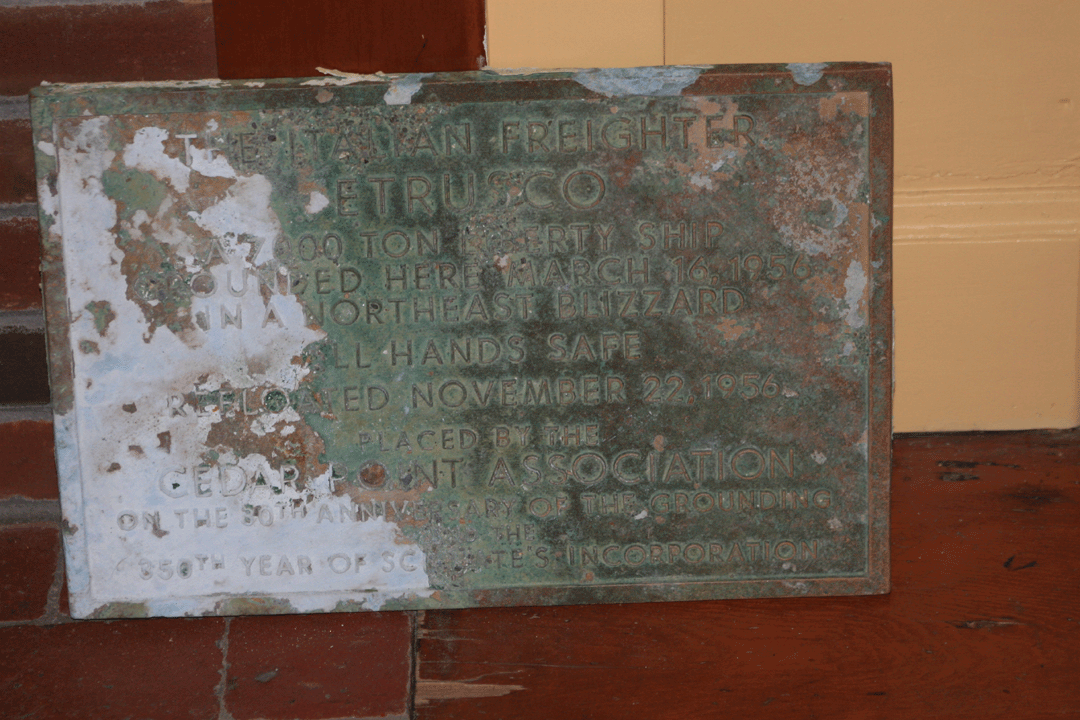 THE ITALIAN FREIGHTER
ETRUSCO
A 7000 TON LIBERTY SHIP
GROUNDED HERE MARCH 16, 1956
IN A NORTHEAST BLIZZARD
ALL HANDS SAFE
REFLOATED NOVEMBER 22, 1956
PLACED BY THE
CEDAR POINT ASSOCIATION
ON THE 30TH ANNIVERSARY OF THE GROUNDING
THE
350TH YEAR OF SCITUATE'S INCORPORATION